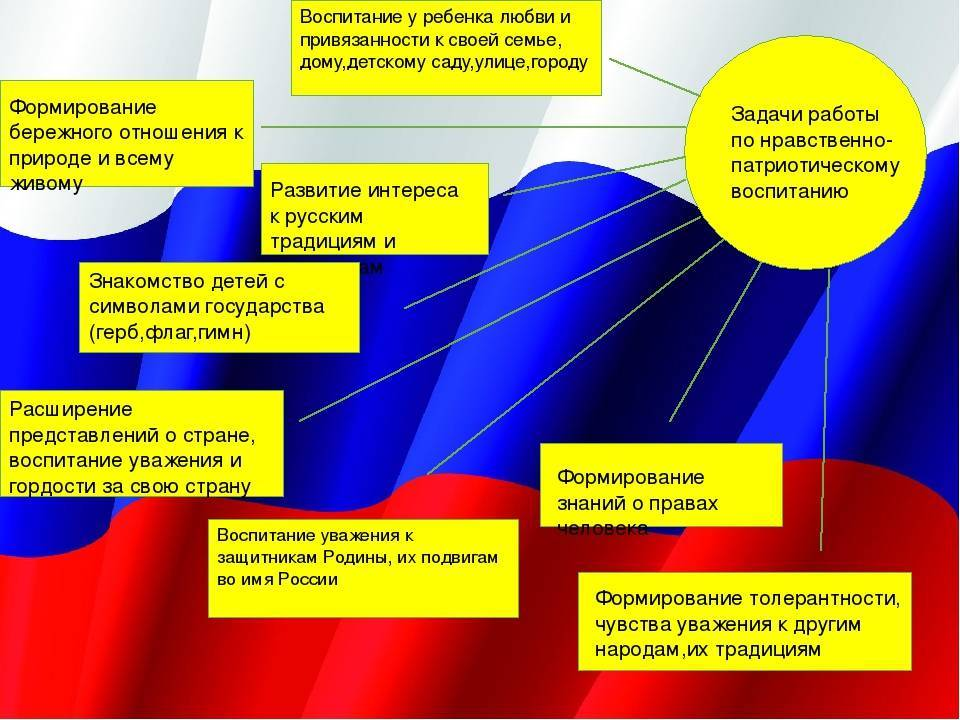 Воспитание у ребенка любви и
привязанности к своей семье,
дому,детскому саду,улице,городу
Задачи работы
по нравственно-
патриотическому
воспитанию
Формирование
бережного отношения к
природе и всему
живому
Развитие интереса
к русским
традициям и
Знакомство детей с
символами государства
(герб,флаг,гимн)
Расширение
представлений о стране,
воспитание уважения и
гордости за свою страну
Формирование
знаний о правах
человека
Воспитание уважения к
защитникам Родины, их подвигам
во имя России
Формирование толерантности,
чувства уважения к другим
народам,их традициям